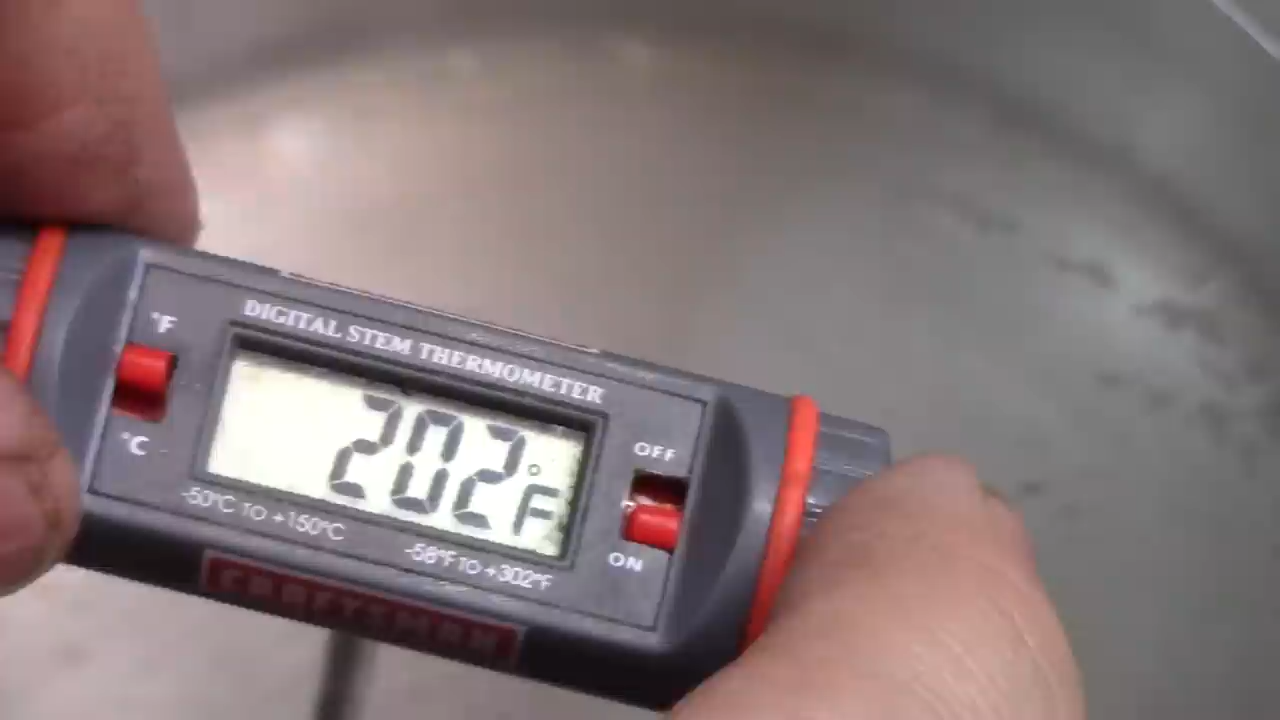 DIGITAL STEM THERMOMETER
°F
°C
202°F
OFF
ON
-50°C TO +150°C
-58°F TO +302°F
CRAFTSMAN